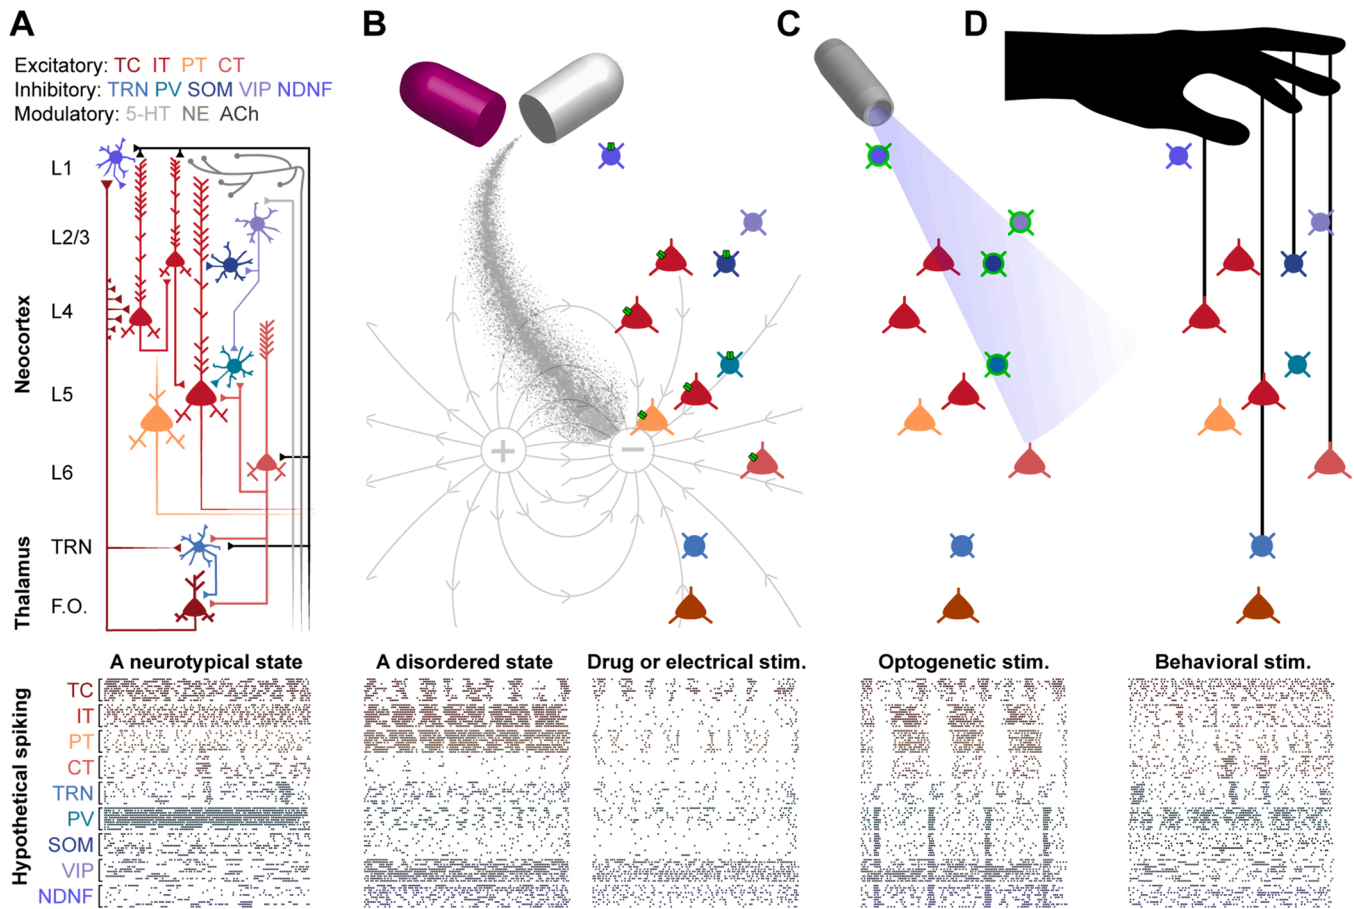 A
B
C
D
Excitatory: TC IT PT CT
Inhibitory: TRN PV SOM VIP NDNF
Modulatory: 5-HT NE ACh
L1
L2/3
L4
L5
L6
TRN
F.O.
Neocortex
Thalamus
+
−
A neurotypical state
A disordered state
Drug or electrical stim.
Optogenetic stim.
Behavioral stim.
Hypothetical spiking
TC
IT
PT
CT
TRN
PV
SOM
VIP
NDNF